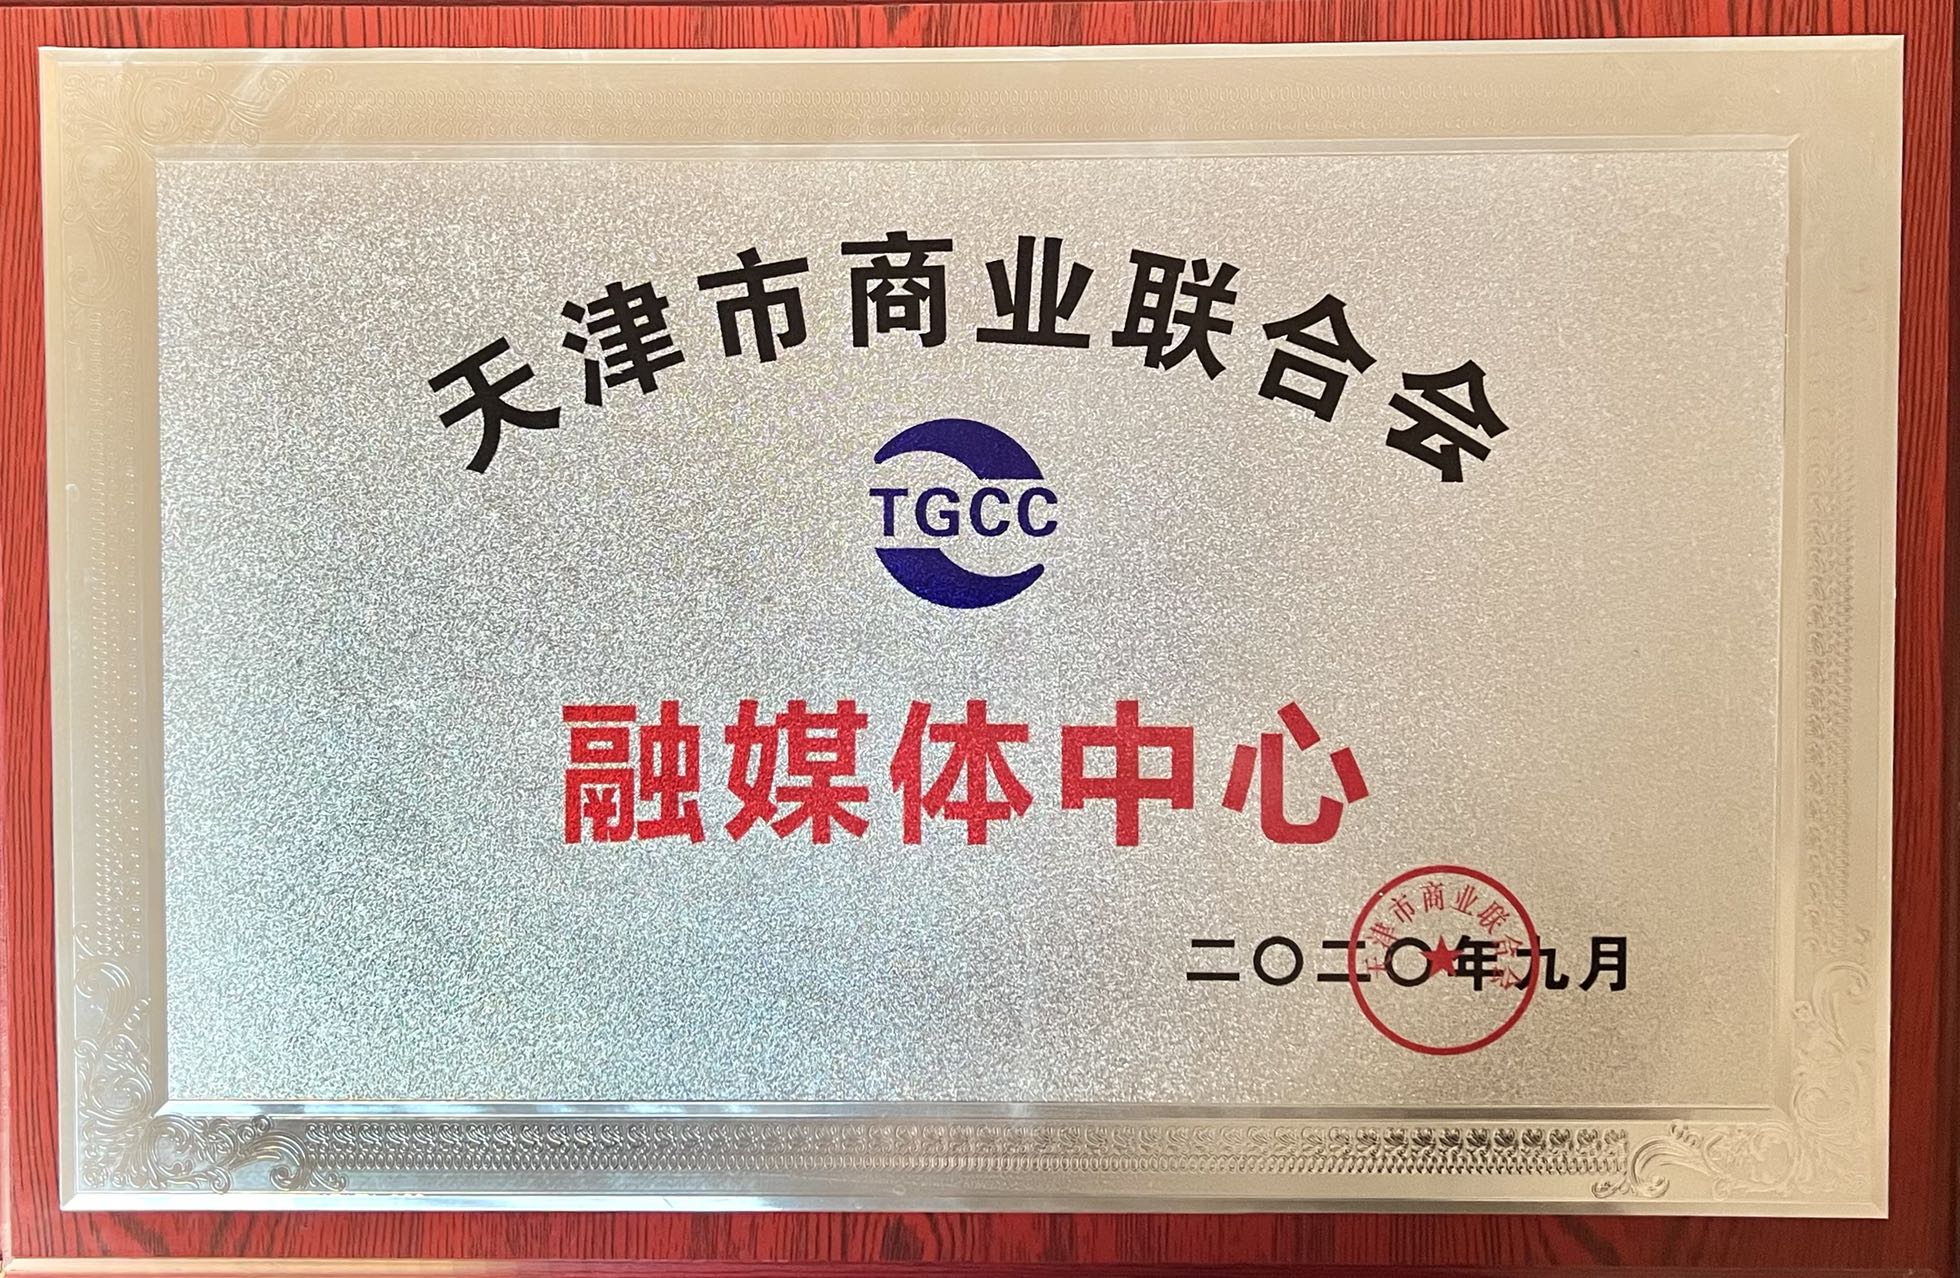 天津市商业联合会
TGCC
融媒体中心
二〇二〇年九月
天津市商业联合会